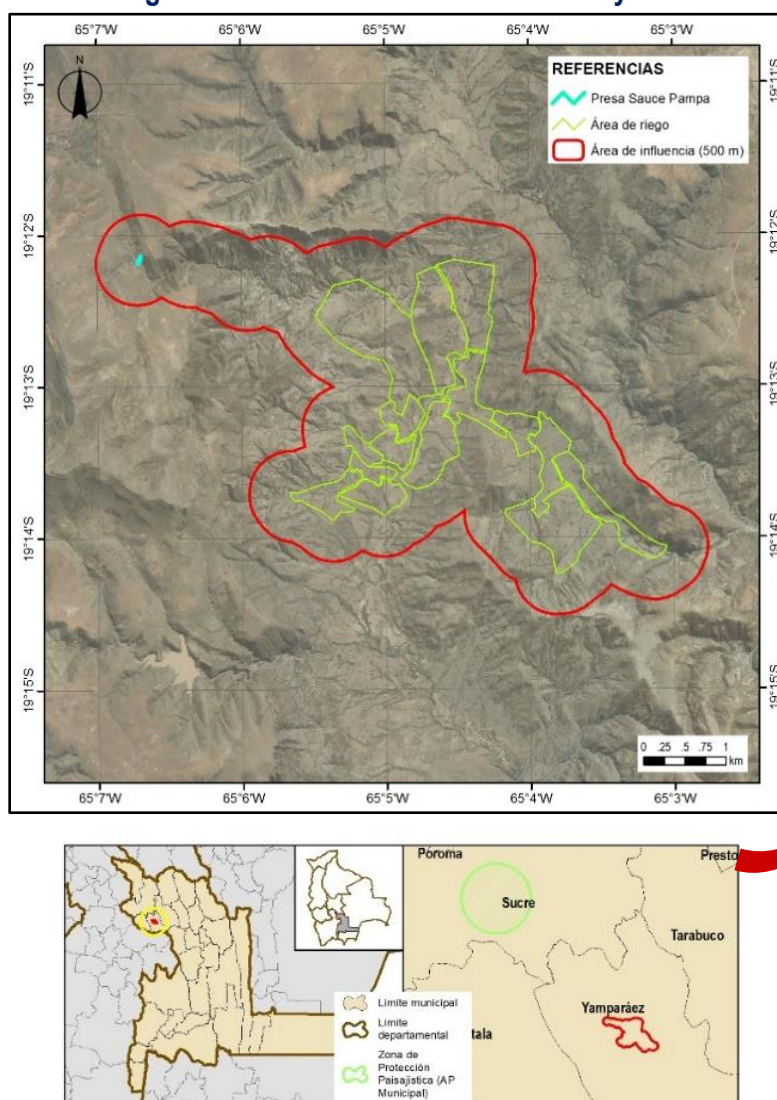 65°7'W 65°6'W 65°5'W 65°4'W 65°3'W
N
REFERENCIAS
Presa Sauce Pampa
Área de riego
Área de influencia (500 m)
19°11'S 19°11'S
19°12'S 19°12'S
19°13'S 19°13'S
19°14'S 19°14'S
19°15'S 19°15'S
0 .25 .5 .75 1
km
65°7'W 65°6'W 65°5'W 65°4'W 65°3'W
Póroma
Presto
Sucre
Tarabuco
Yamparáez
tala
Limite municipal
Limite
departamental
Zona de
Protección
Paisajística (AP
Municipal)